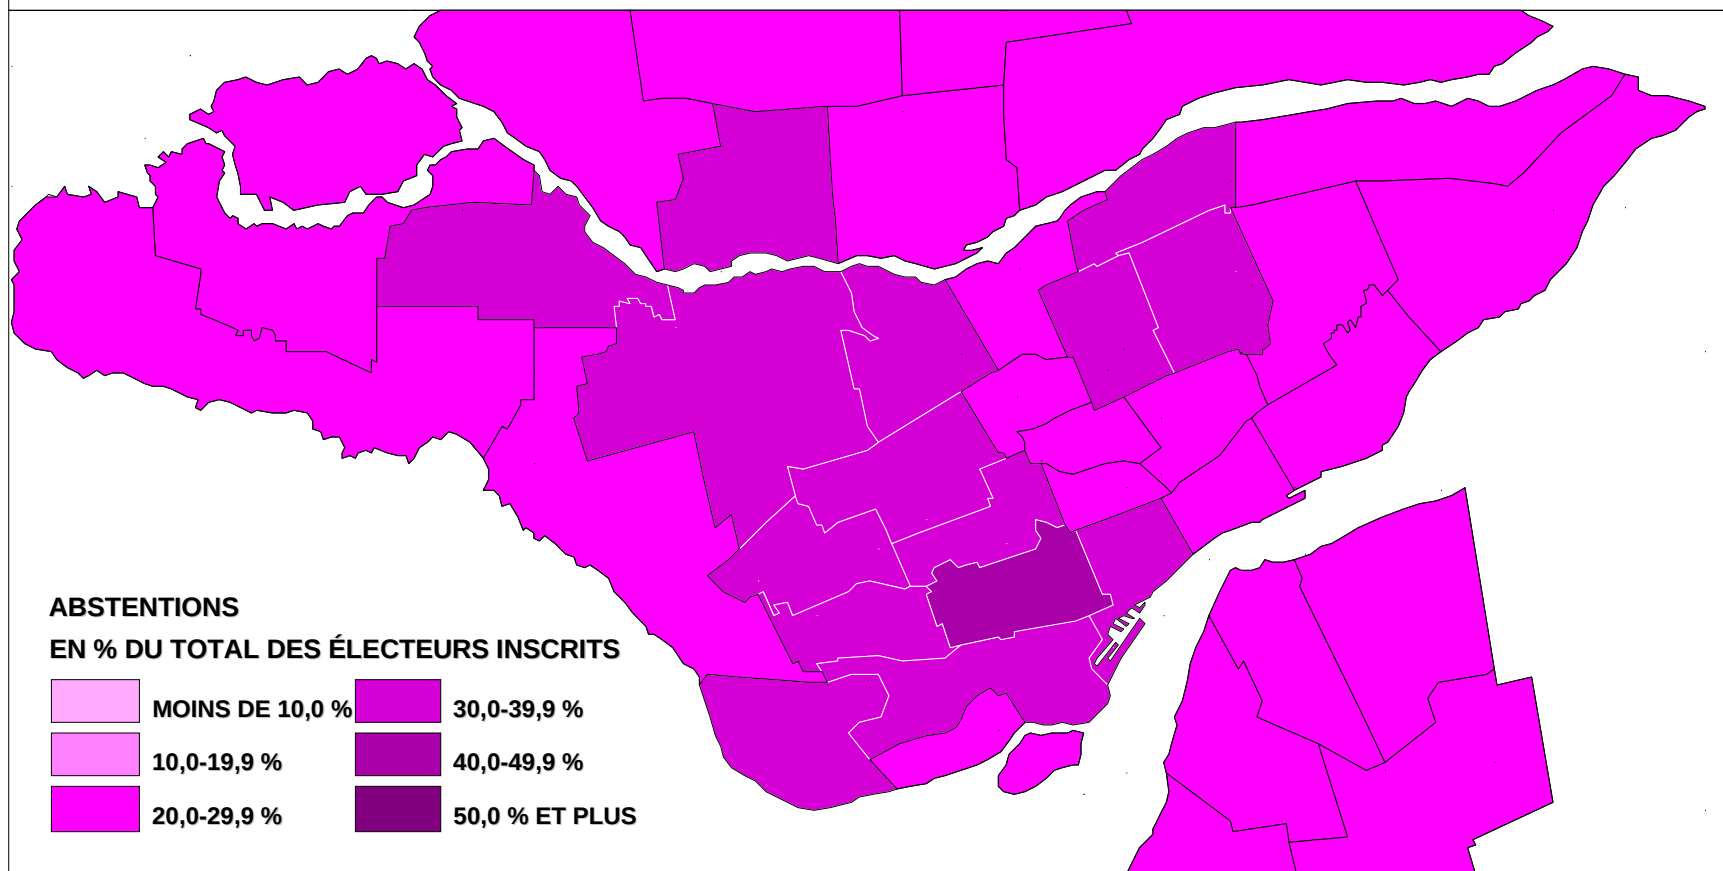 ABSTENTIONS
EN % DU TOTAL DES ÉLECTEURS INSCRITS
MOINS DE 10,0 %
30,0-39,9 %
10,0-19,9 %
40,0-49,9 %
20,0-29,9 %
50,0 % ET PLUS